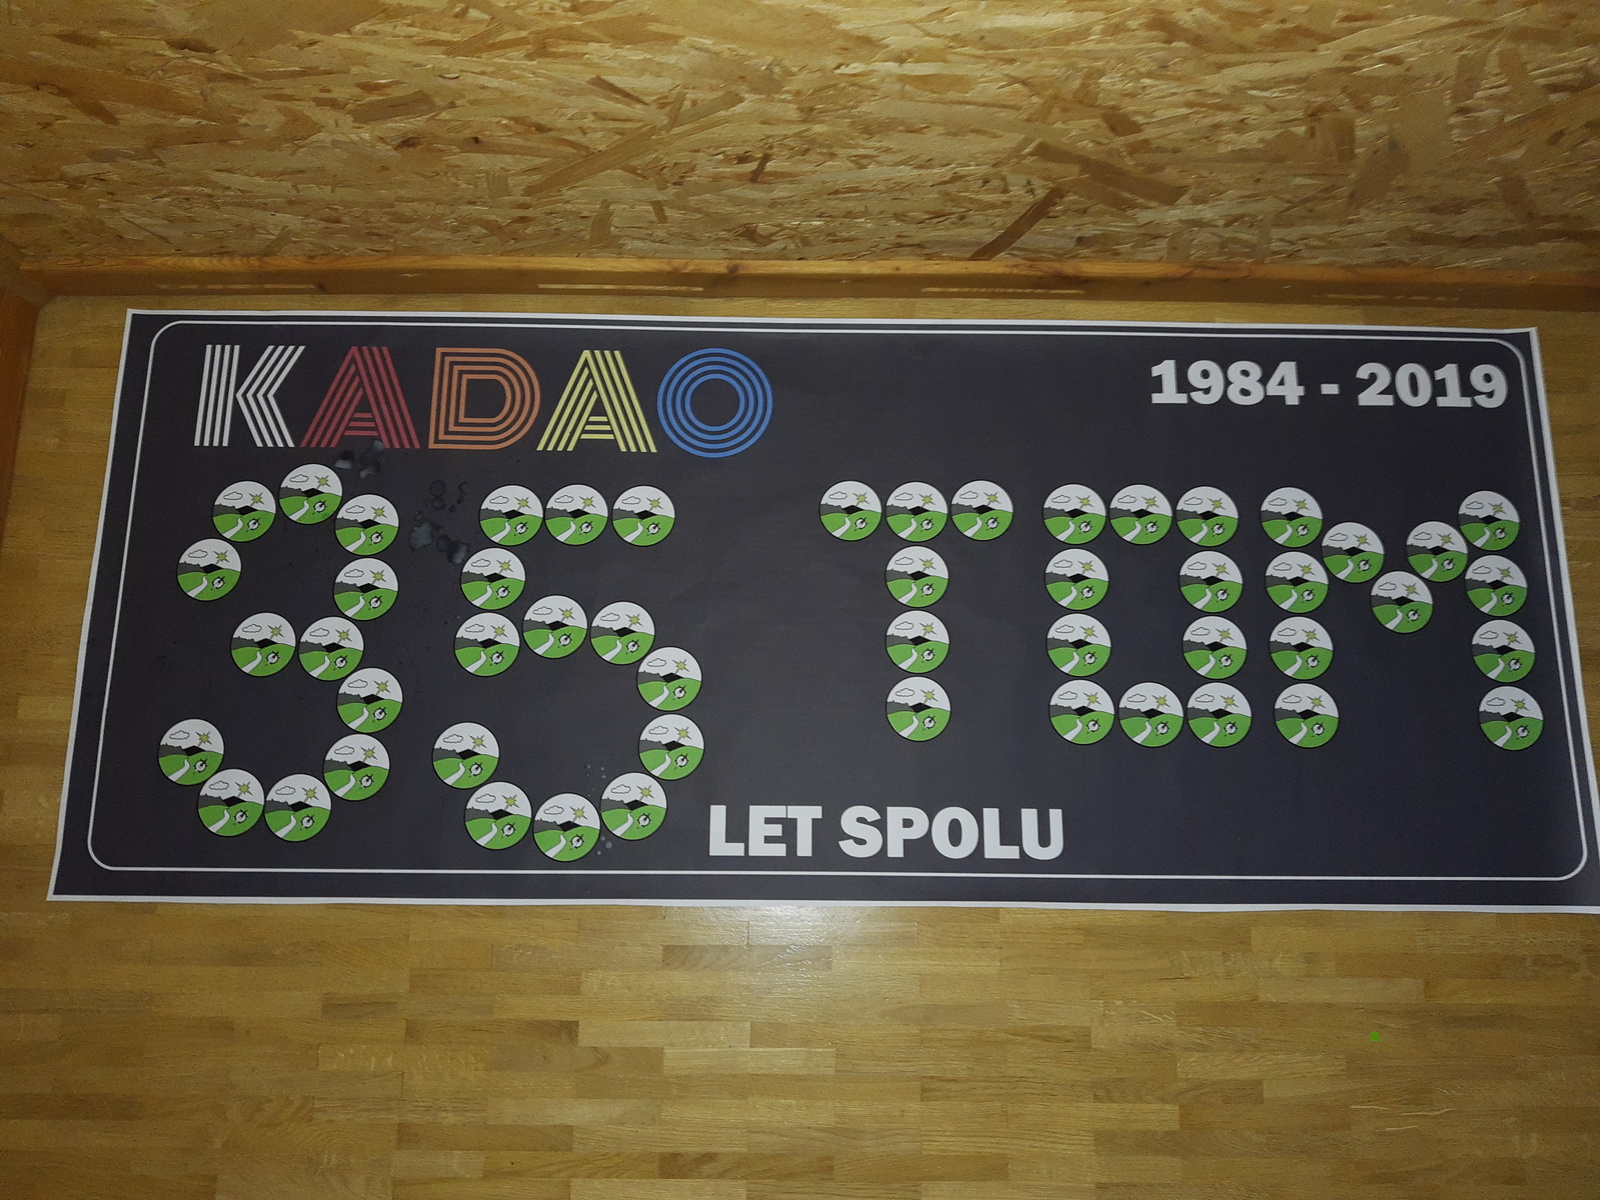 KADAO
1984 - 2019
35 TOM
LET SPOLU